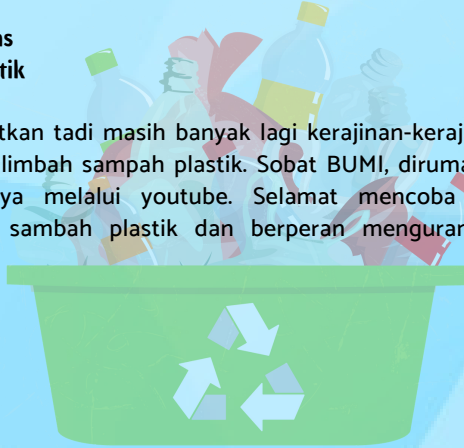 as
tik
tkan tadi masih banyak lagi kerajinan-keraj
limbah sampah plastik. Sobat BUMI, diruma
ya melalui youtube. Selamat mencoba
sambah plastik dan berperan menguran